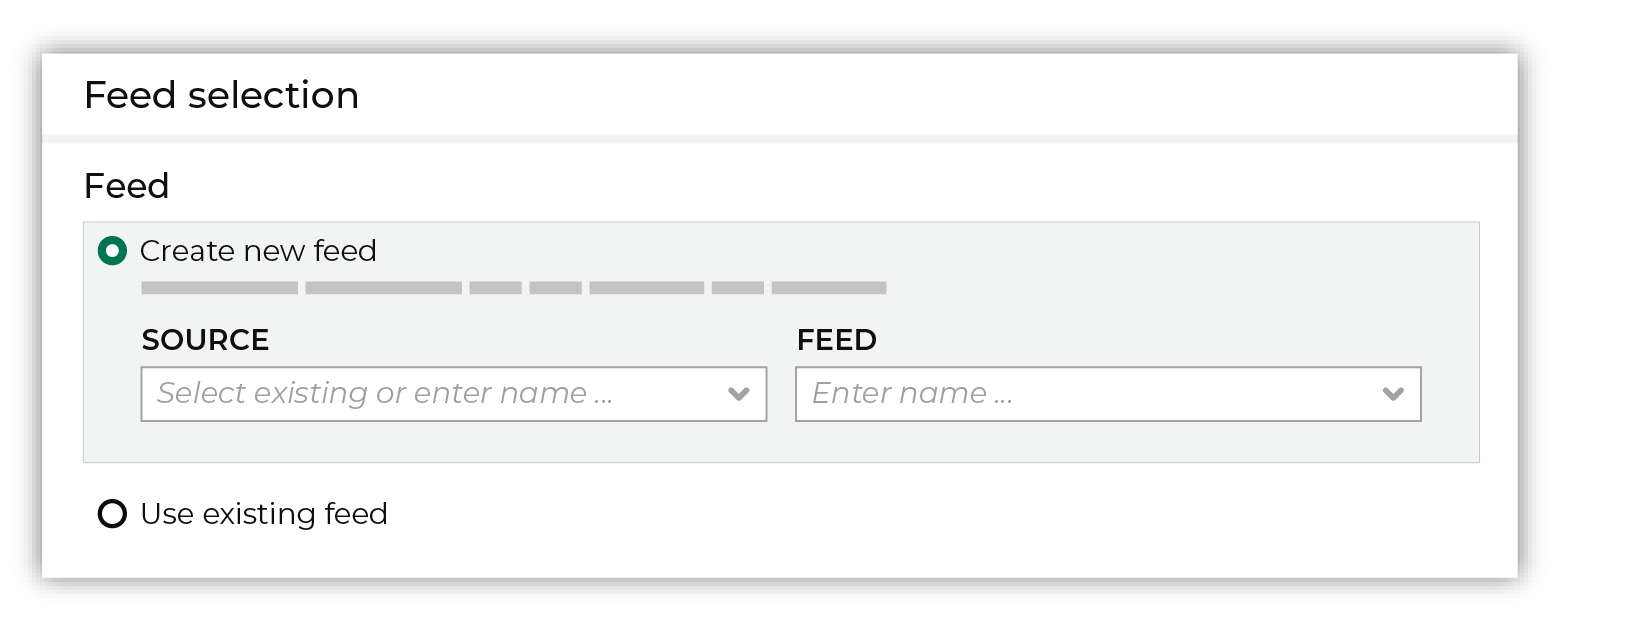 Feed selection
Feed
Create new feed
SOURCE FEED
Select existing or enter name ... Enter name ...
Use existing feed